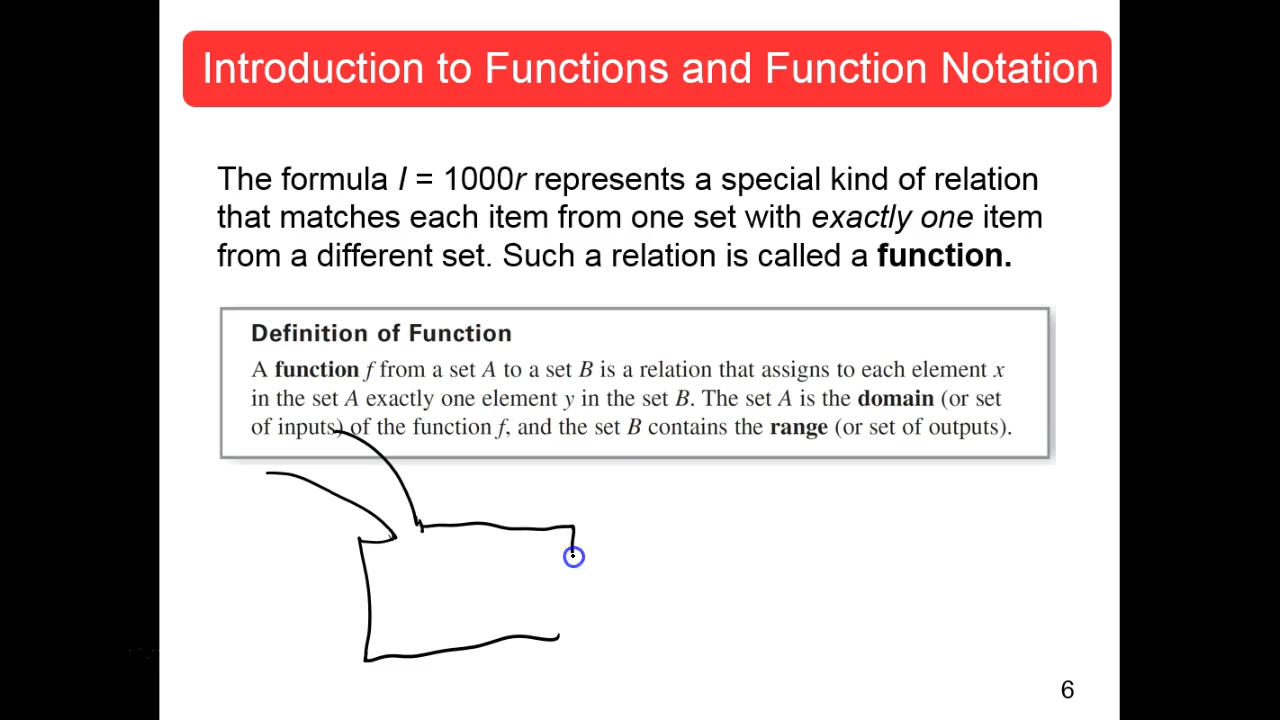 Introduction to Functions and Function Notation
The formula I = 1000r represents a special kind of relation
that matches each item from one set with exactly one item
from a different set. Such a relation is called a function.
Definition of Function
A function f from a set A to a set B is a relation that assigns to each element x
in the set A exactly one element y in the set B. The set A is the domain (or set
of inputs) of the function f, and the set B contains the range (or set of outputs).
6